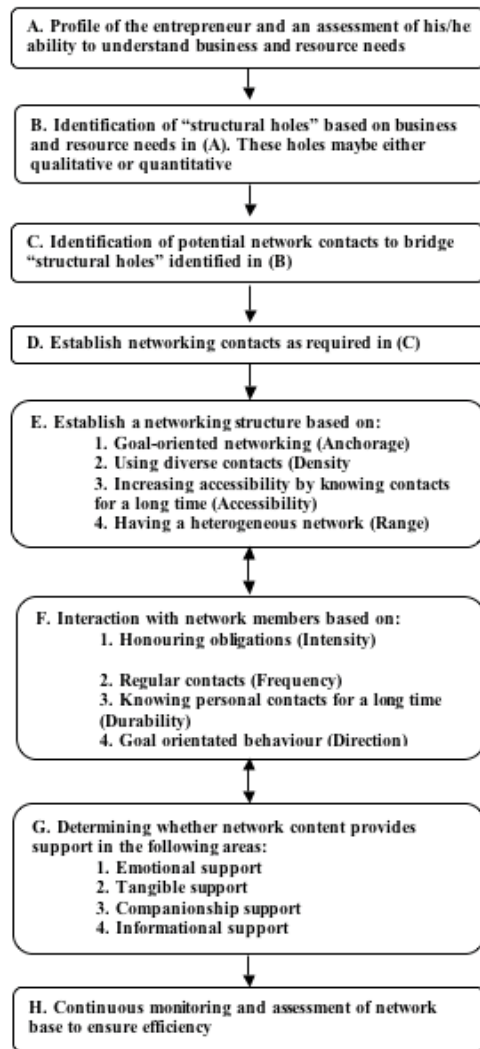 A. Profile of the entrepreneur and an assessment of his/he
ability to understand business and resource needs
B. Identification of “structural holes” based on business
and resource needs in (A). These holes maybe either
qualitative or quantitative
C. Identification of potential network contacts to bridge
“structural holes” identified in (B)
D. Establish networking contacts as required in (C)
E. Establish a networking structure based on:
1. Goal-oriented networking (Anchorage)
2. Using diverse contacts (Density
3. Increasing accessibility by knowing contacts
for a long time (Accessibility)
4. Having a heterogeneous network (Range)
F. Interaction with network members based on:
1. Honouring obligations (Intensity)
2. Regular contacts (Frequency)
3. Knowing personal contacts for a long time
(Durability)
4. Goal orientated behaviour (Direction)
G. Determining whether network content provides
support in the following areas:
1. Emotional support
2. Tangible support
3. Companionship support
4. Informational support
H. Continuous monitoring and assessment of network
base to ensure efficiency